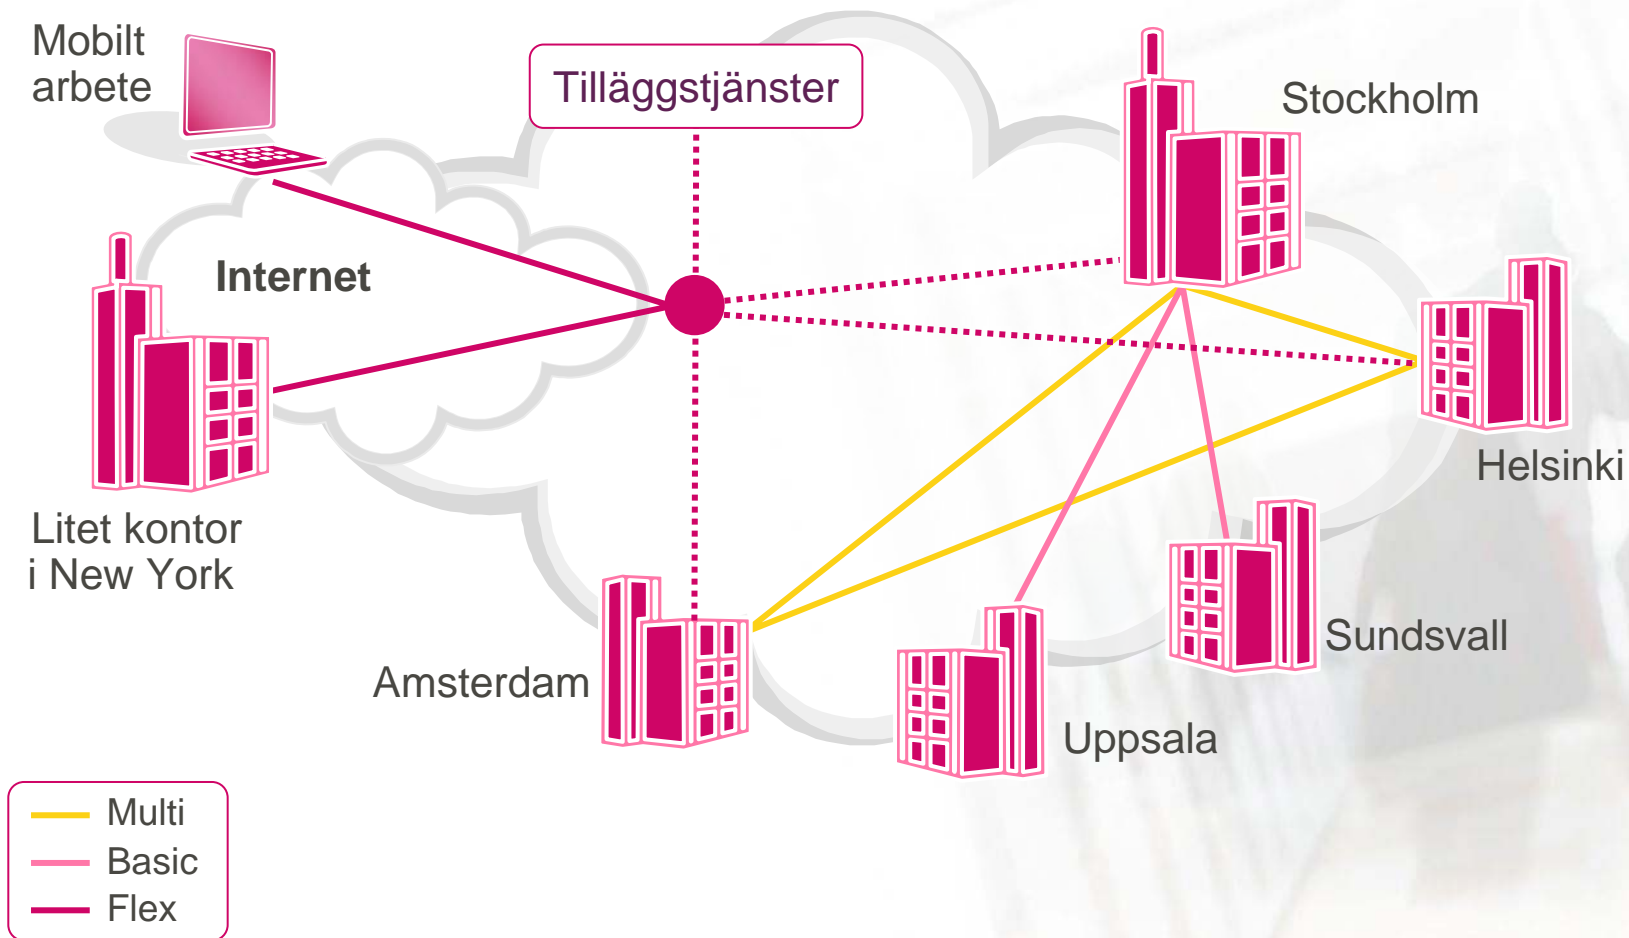 Mobilt
arbete
Tilläggstjänster
Stockholm
Internet
Helsinki
Litet kontor
i New York
Sundsvall
Amsterdam
Uppsala
Multi
Basic
Flex